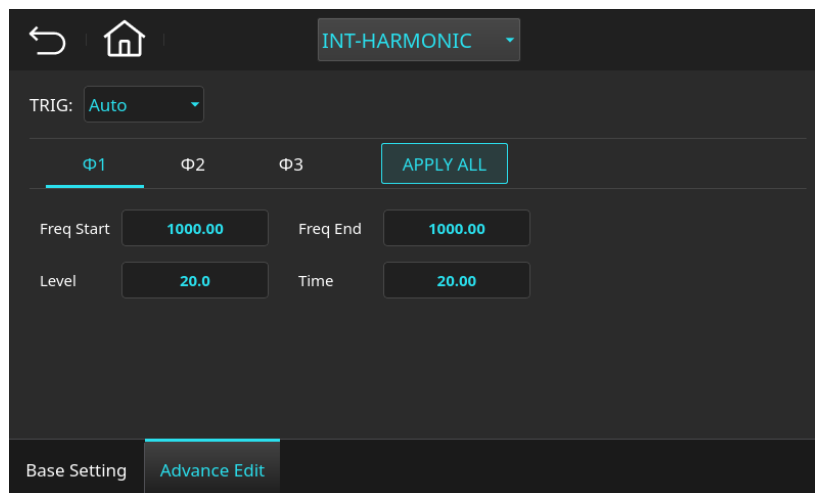 INT-HARMONIC
TRIG: Auto
Φ1 Φ2 Φ3 APPLY ALL
Freq Start 1000.00 Freq End 1000.00
Level 20.0 Time 20.00
Base Setting Advance Edit